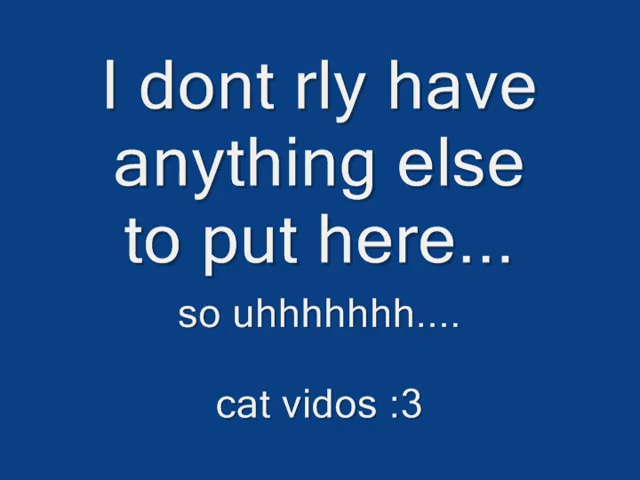 I dont rly have
anything else
to put here...
so uhhhhhhh....
cat vidos :3